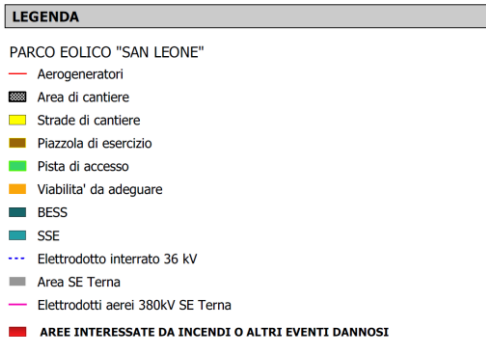 LEGENDA
PARCO EOLICO "SAN LEONE"
Aerogeneratori
Area di cantiere
Strade di cantiere
Piazzola di esercizio
Pista di accesso
Viabilita' da adeguare
BESS
SSE
Elettrodotto interrato 36 kV
Area SE Terna
Elettrodotti aerei 380kV SE Terna
AREE INTERESSATE DA INCENDI O ALTRI EVENTI DANNOSI